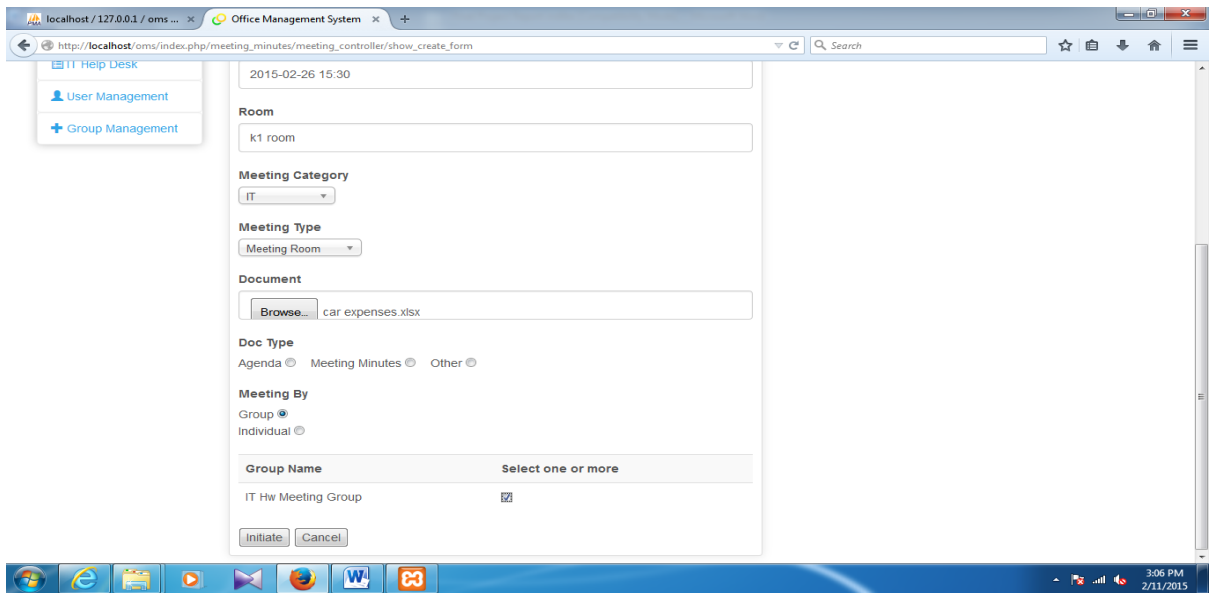 localhost / 127.0.0.1 / oms ...
Office Management System
http://localhost/oms/index.php/meeting_minutes/meeting_controller/show_create_form
Search
IT Help Desk
User Management
Group Management
2015-02-26 15:30
Room
k1 room
Meeting Category
IT
Meeting Type
Meeting Room
Document
Browse... car expenses.xlsx
Doc Type
Agenda Meeting Minutes Other
Meeting By
Group
Individual
Group Name Select one or more
IT Hw Meeting Group
Initiate Cancel
3:06 PM
2/11/2015